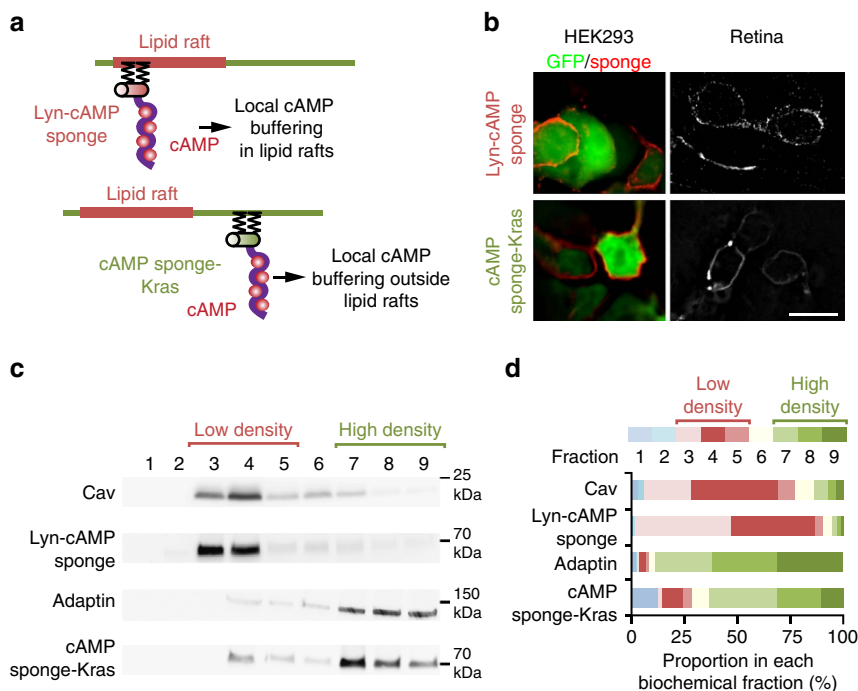 a
Lipid raft
Lyn-cAMP
sponge
cAMP
Local cAMP
buffering
in lipid rafts
Lipid raft
cAMP sponge-
Kras
cAMP
Local cAMP
buffering outside
lipid rafts
b
HEK293
Retina
GFP/sponge
Lyn-cAMP
sponge
cAMP
sponge-Kras
c
Low density
High density
1 2 3 4 5 6 7 8 9
Cav
25
kDa
Lyn-cAMP
sponge
70
kDa
Adaptin
150
kDa
cAMP
sponge-Kras
70
kDa
d
Low
density
High
density
1 2 3 4 5 6 7 8 9
Fraction
Cav
Lyn-cAMP
sponge
Adaptin
cAMP
sponge-Kras
0 25 50 75 100
Proportion in each
biochemical fraction (%)